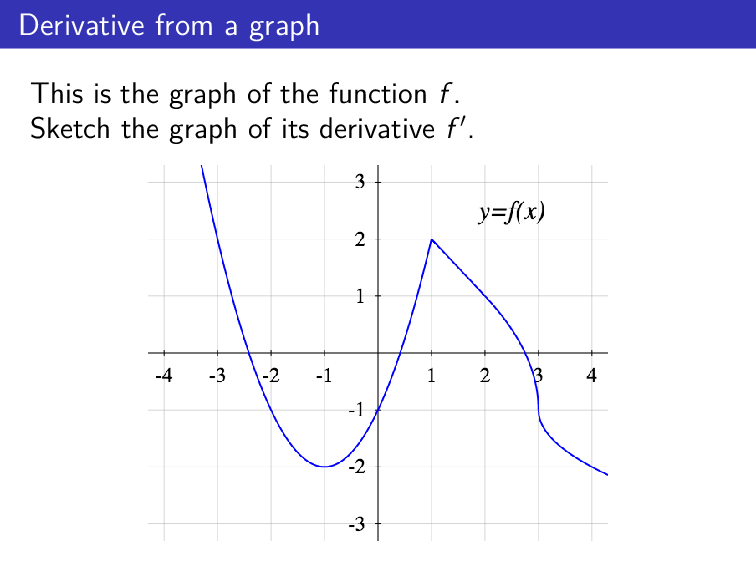 Derivative from a graph
This is the graph of the function f.
Sketch the graph of its derivative f′.
3
y=f(x)
2
1
-4 -3 -2 -1 1 2 3 4
-1
-2
-3